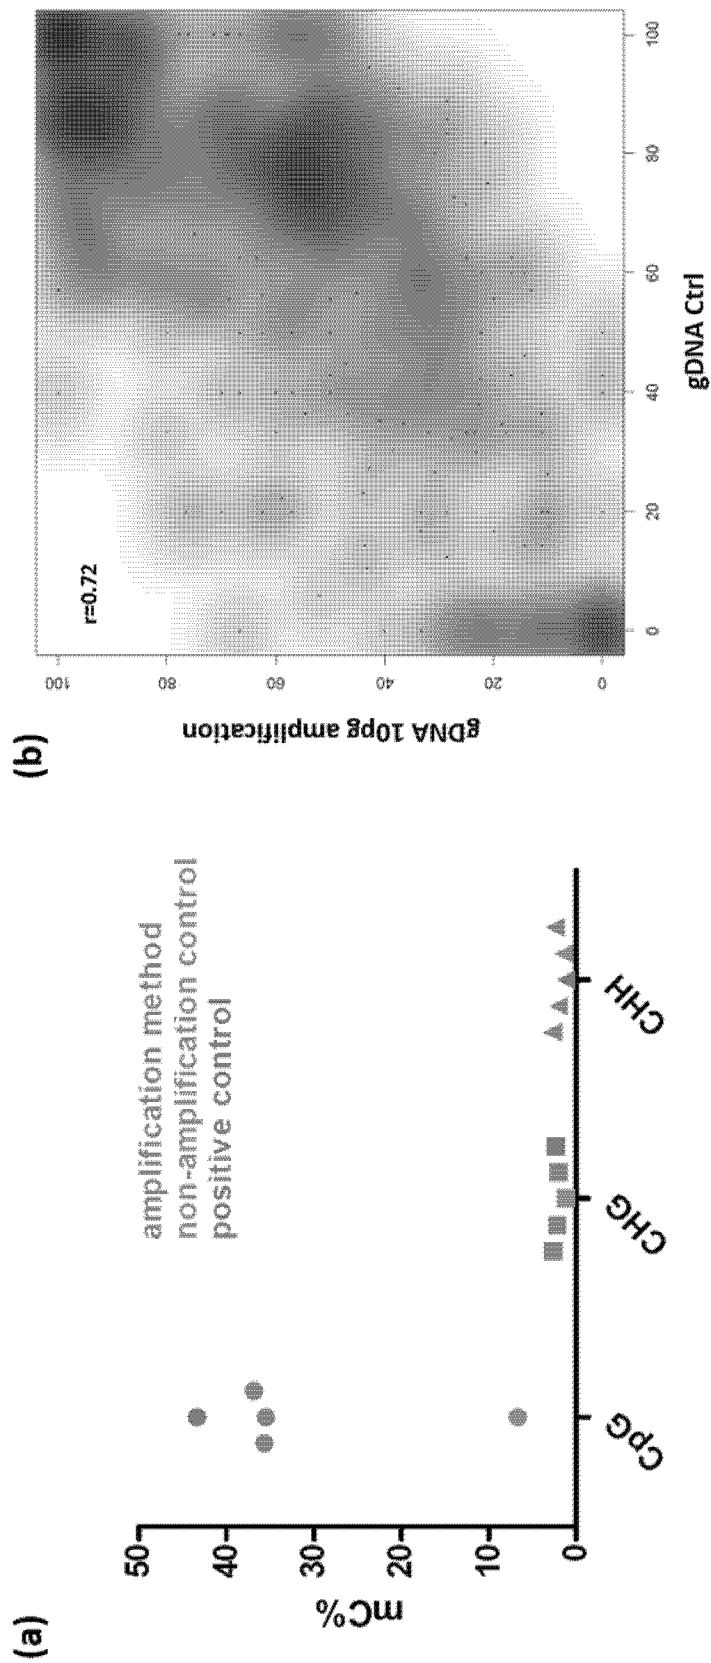 (a)
mC%
50
40
30
20
10
0
CpG
CHG
CHH
amplification method
non-amplification control
positive control
(b)
r=0.72
gDNA 10pg amplification
100
80
60
40
20
0
0
20
40
60
80
100
gDNA Ctrl